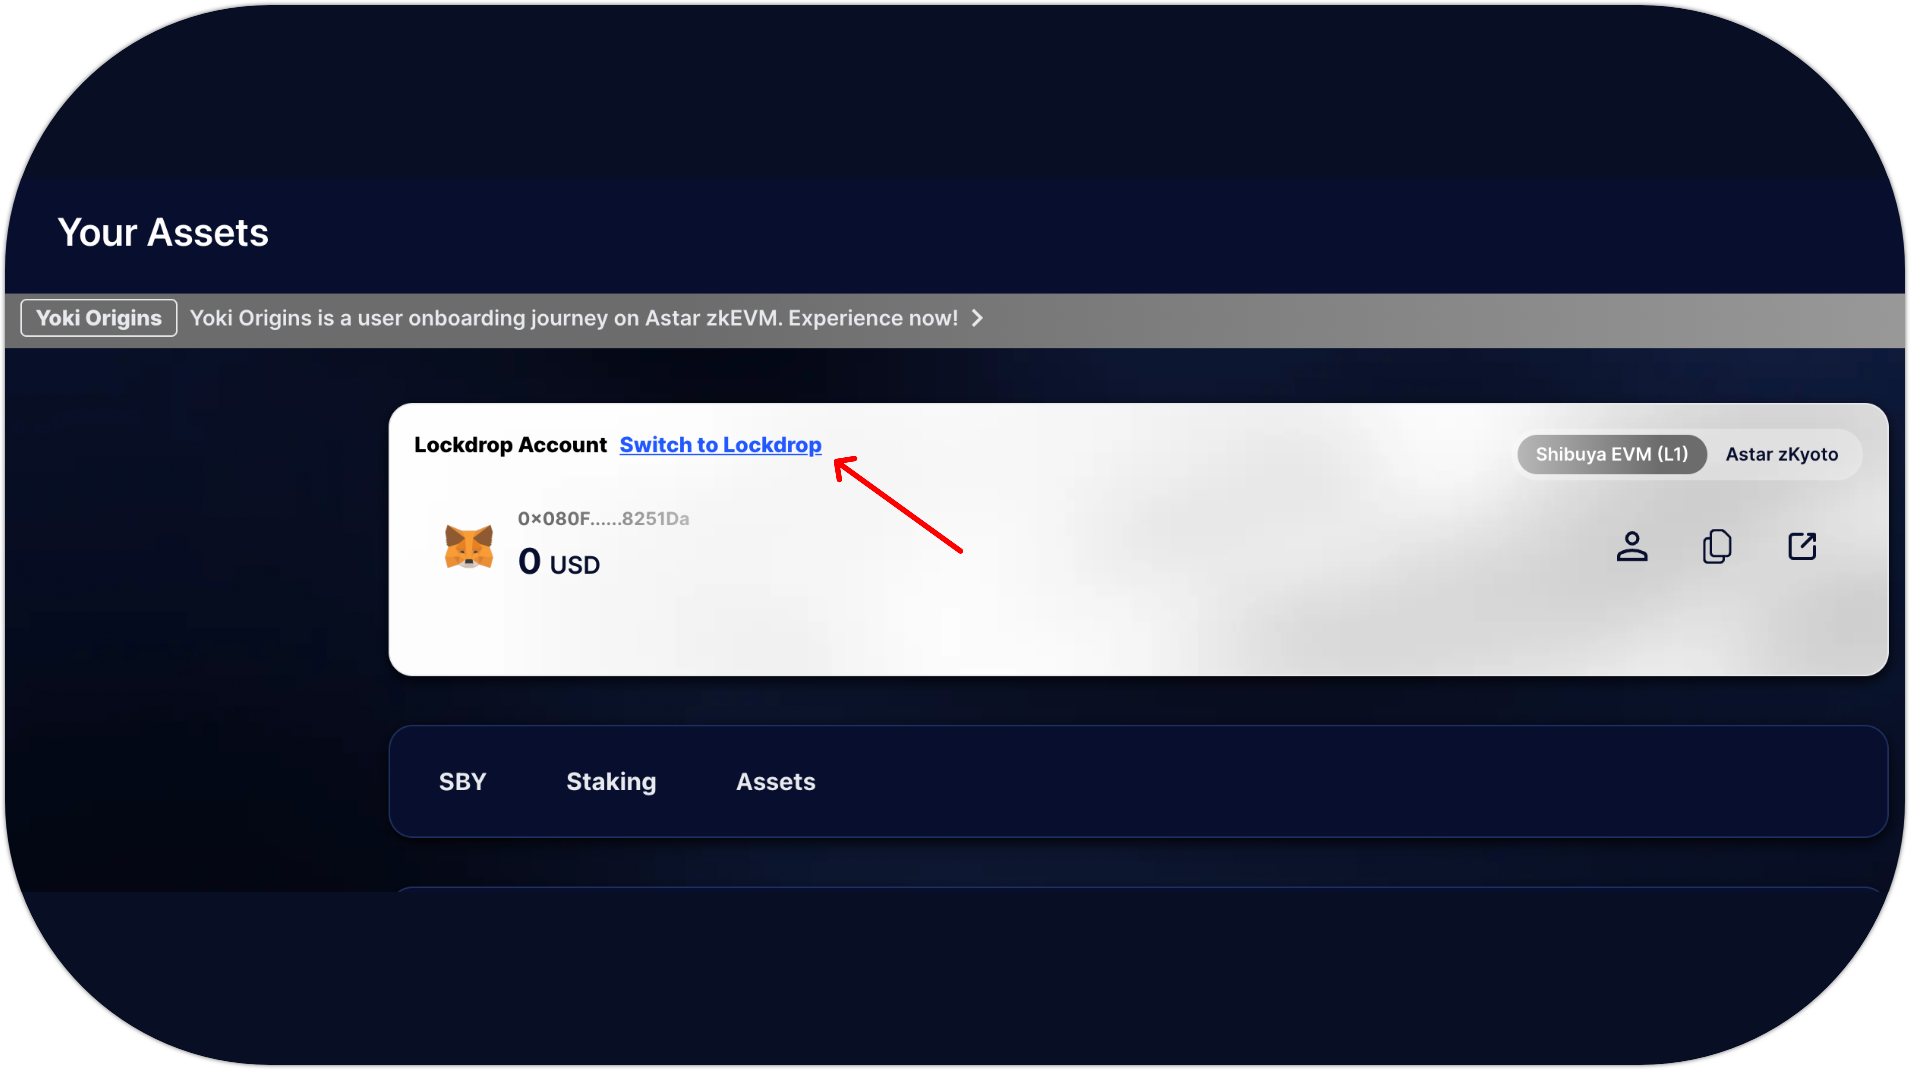 Your Assets
Yoki Origins Yoki Origins is a user onboarding journey on Astar zkEVM. Experience now!
Lockdrop Account Switch to Lockdrop
Shibuya EVM (L1) Astar zKyoto
0×080F......8251Da
0 USD
SBY Staking Assets